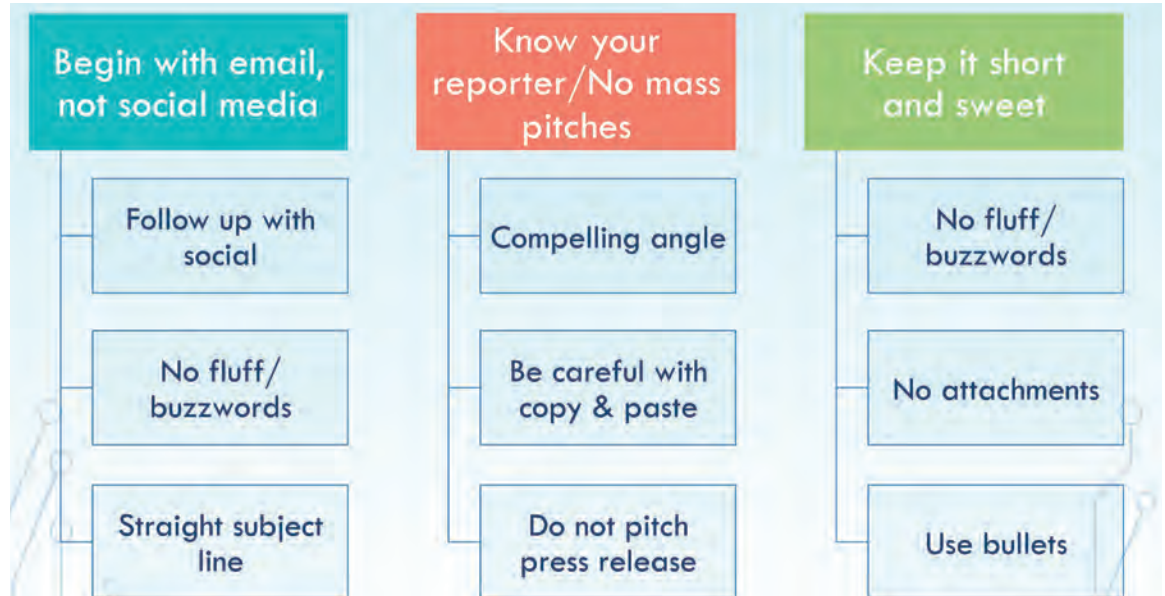 Begin with email,
not social media
Follow up with
social
No fluff/
buzzwords
Straight subject
line
Know your
reporter/No mass
pitches
Compelling angle
Be careful with
copy & paste
Do not pitch
press release
Keep it short
and sweet
No fluff/
buzzwords
No attachments
Use bullets